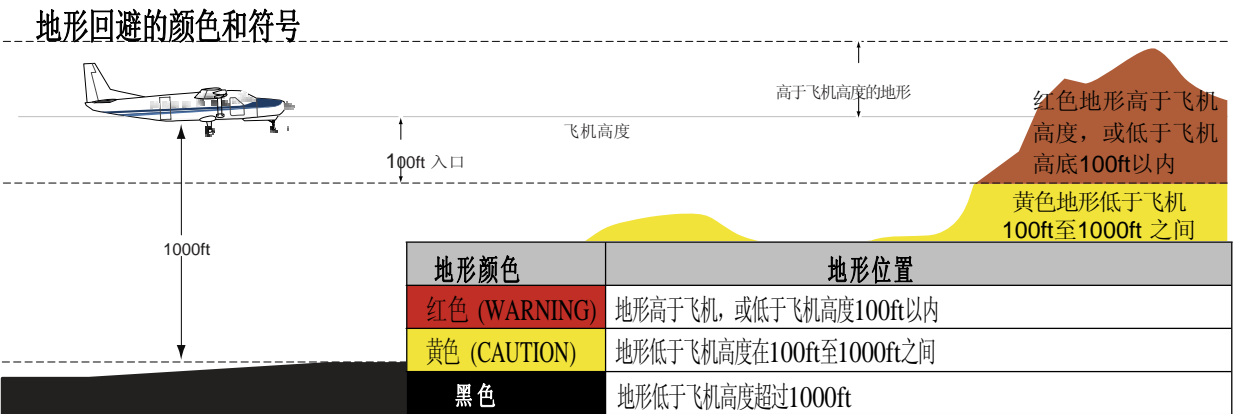 地形回避的颜色和符号
高于飞机高度的地形
飞机高度
100ft 入口
1000ft
红色地形高于飞机
高度，或低于飞机
高底100ft以内
黄色地形低于飞机
100ft至1000ft 之间
地形颜色 地形位置
红色 (WARNING) 地形高于飞机，或低于飞机高度100ft以内
黄色 (CAUTION) 地形低于飞机高度在100ft至1000ft之间
黑色 地形低于飞机高度超过1000ft